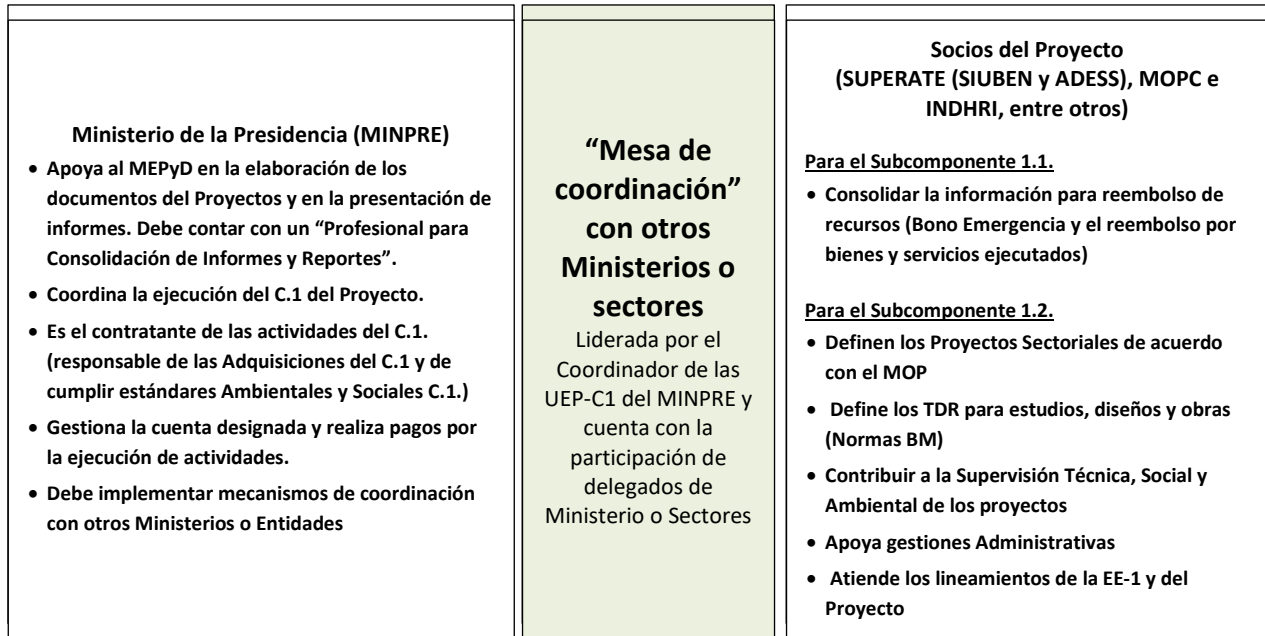 Ministerio de la Presidencia (MINPRE)
• Apoya al MEPyD en la elaboración de los
documentos del Proyectos y en la presentación de
informes. Debe contar con un “Profesional para
Consolidación de Informes y Reportes”.
• Coordina la ejecución del C.1 del Proyecto.
• Es el contratante de las actividades del C.1.
(responsable de las Adquisiciones del C.1 y de
cumplir estándares Ambientales y Sociales C.1.)
• Gestiona la cuenta designada y realiza pagos por
la ejecución de actividades.
• Debe implementar mecanismos de coordinación
con otros Ministerios o Entidades
“Mesa de
coordinación”
con otros
Ministerios o
sectores
Liderada por el
Coordinador de las
UEP-C1 del MINPRE y
cuenta con la
participación de
delegados de
Ministerio o Sectores
Socios del Proyecto
(SUPERATE (SIUBEN y ADESS), MOPC e
INDHRI, entre otros)
Para el Subcomponente 1.1.
• Consolidar la información para reembolso de
recursos (Bono Emergencia y el reembolso por
bienes y servicios ejecutados)
Para el Subcomponente 1.2.
• Definen los Proyectos Sectoriales de acuerdo
con el MOP
• Define los TDR para estudios, diseños y obras
(Normas BM)
• Contribuir a la Supervisión Técnica, Social y
Ambiental de los proyectos
• Apoya gestiones Administrativas
• Atiende los lineamientos de la EE-1 y del
Proyecto